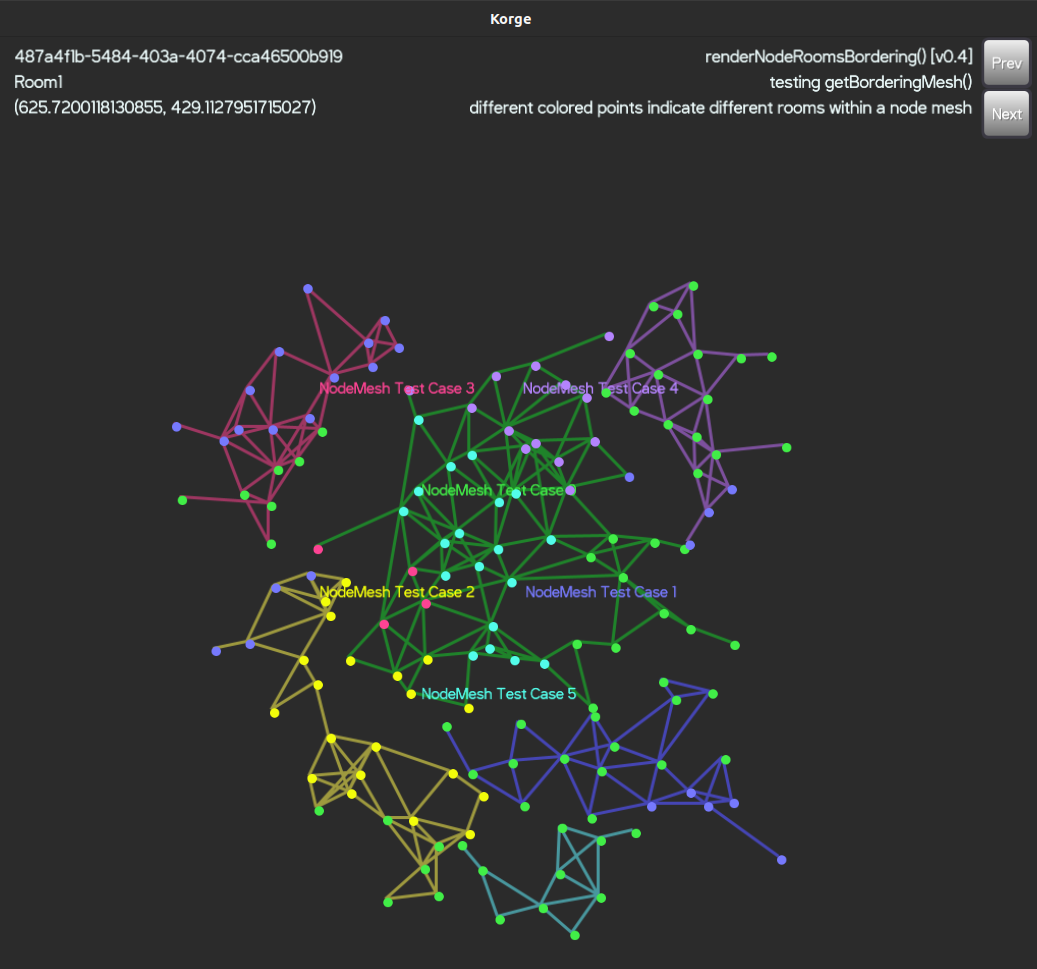 Korge
487a4f1b-5484-403a-4074-cca46500b919
Room1
(625.7200118130855, 429.1127951715027)
renderNodeRoomsBordering() [v0.4]
testing getBorderingMesh()
different colored points indicate different rooms within a node mesh
Prev
Next
NodeMesh Test Case 3
NodeMesh Test Case 4
NodeMesh Test Case
NodeMesh Test Case 2
NodeMesh Test Case 1
NodeMesh Test Case 5